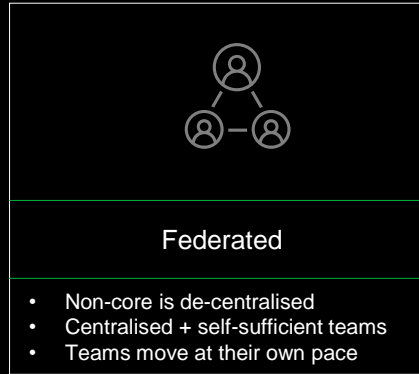 Federated
• Non-core is de-centralised
• Centralised + self-sufficient teams
• Teams move at their own pace